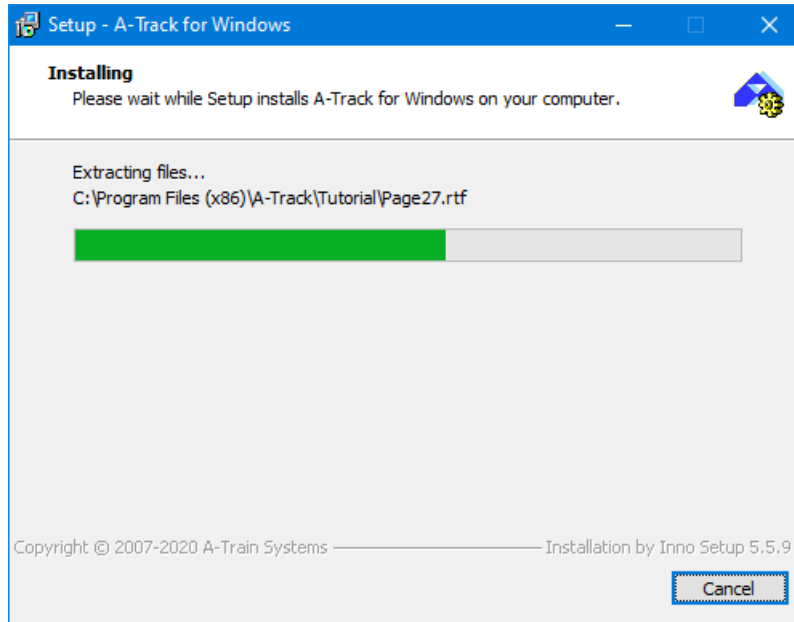 Setup - A-Track for Windows
Installing
Please wait while Setup installs A-Track for Windows on your computer.
Extracting files...
C:\Program Files (x86)\A-Track\Tutorial\Page27.rtf
Copyright © 2007-2020 A-Train Systems
Installation by Inno Setup 5.5.9
Cancel